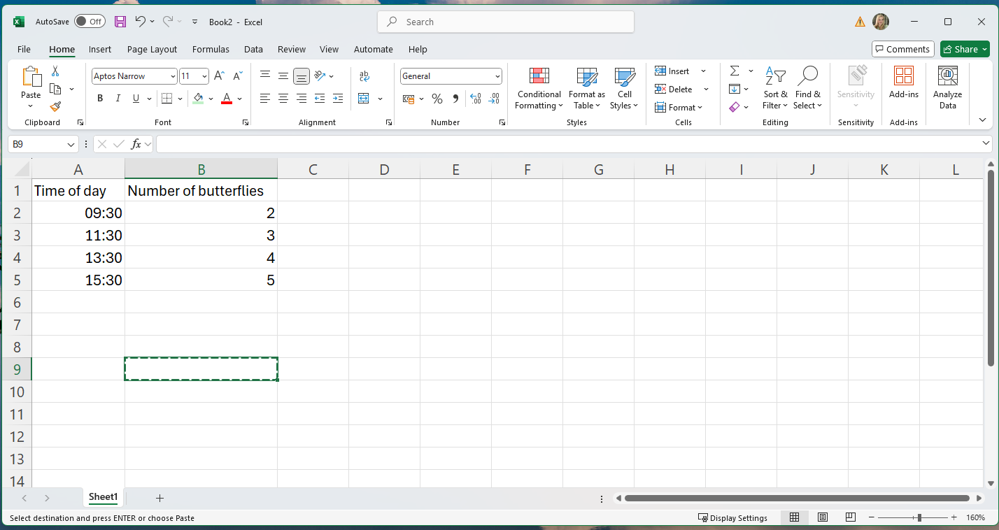 AutoSave Off Book2 - Excel Search
File Home Insert Page Layout Formulas Data Review View Automate Help Comments Share
Paste
Clipboard
Aptos Narrow 11
B I U A
Font
ab
c
Alignment
General
% , .00
Number
Conditional Formatting
Format as Table
Cell Styles
Styles
Insert
Delete
Format
Cells
Sort & Filter
Find & Select
Editing
Sensitivity
Sensitivity
Add-ins
Add-ins
Analyze Data
B9 fx
A B C D E F G H I J K L
1 Time of day Number of butterflies
2 09:30 2
3 11:30 3
4 13:30 4
5 15:30 5
6
7
8
9
10
11
12
13
14
Sheet1
Select destination and press ENTER or choose Paste Display Settings 160%